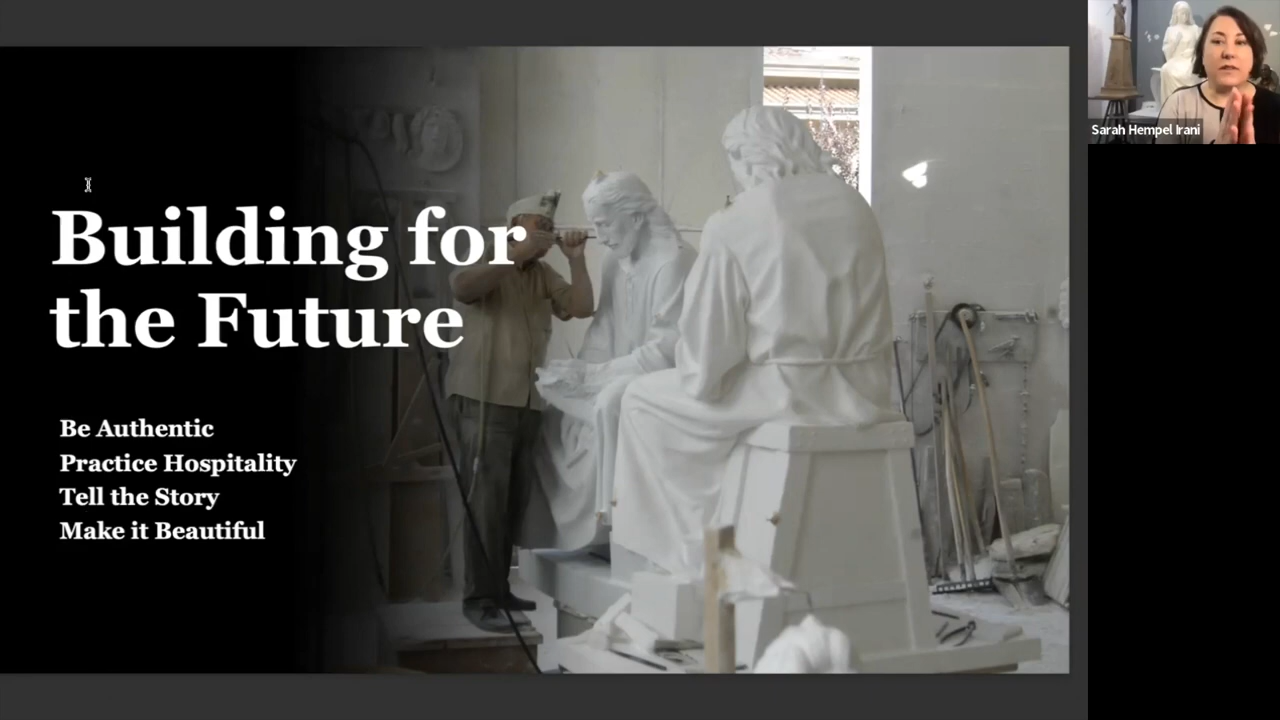 Building for
the Future
Be Authentic
Practice Hospitality
Tell the Story
Make it Beautiful
Sarah Hempel Irani